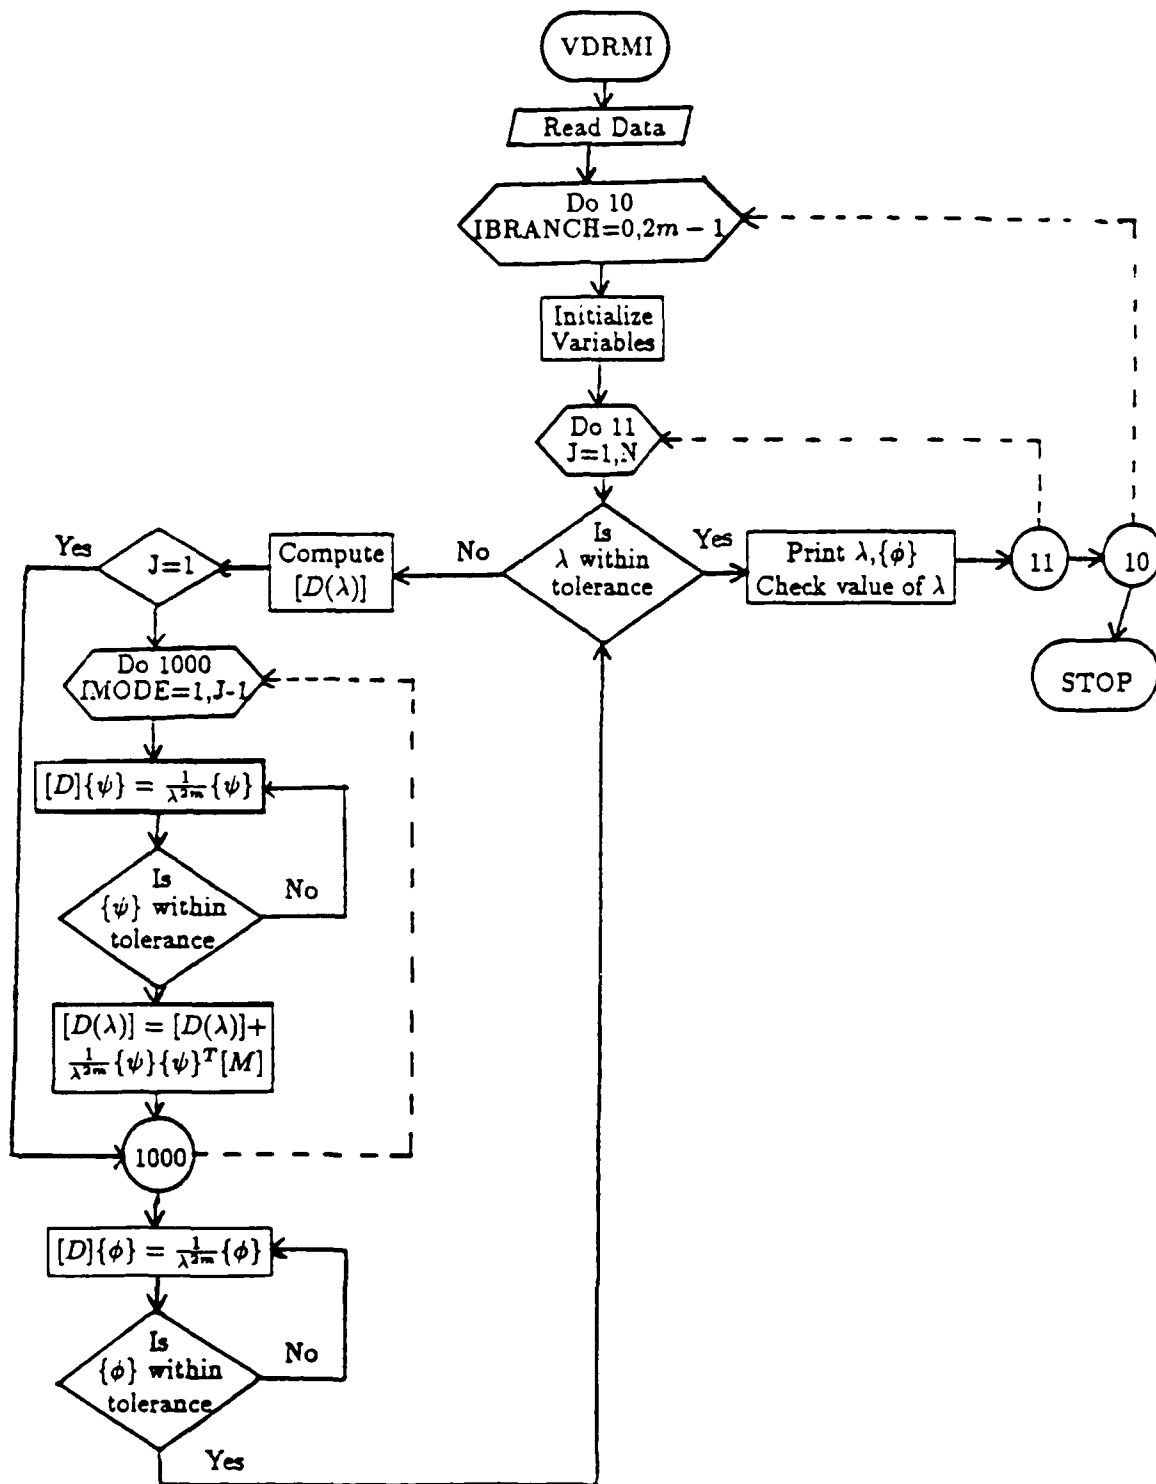 VDRMI
Read Data
Do 10
IBRANCH=0,2m − 1
Initialize
Variables
Do 11
J=1,N
Is
λ within
tolerance
Yes
Print λ,{φ}
Check value of λ
11
10
STOP
No
Compute
[D(λ)]
J=1
Yes
Do 1000
IMODE=1,J-1
[D]{ψ} = 1/λ^{2m} {ψ}
Is
{ψ} within
tolerance
No
[D(λ)] = [D(λ)]+
1/λ^{2m} {ψ}{ψ}^T[M]
1000
[D]{φ} = 1/λ^{2m} {φ}
Is
{φ} within
tolerance
No
Yes